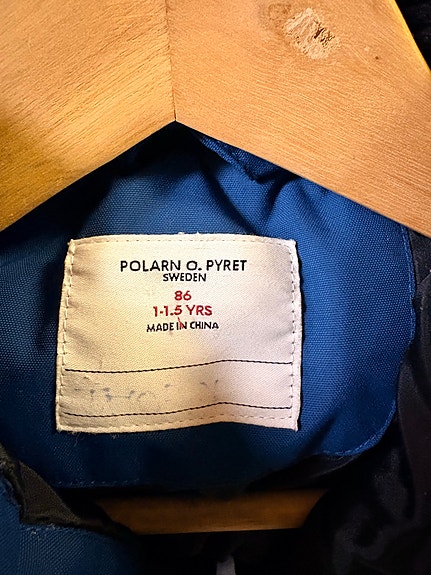 POLARN O. PYRET
SWEDEN
86
1-1.5 YRS
MADE IN CHINA